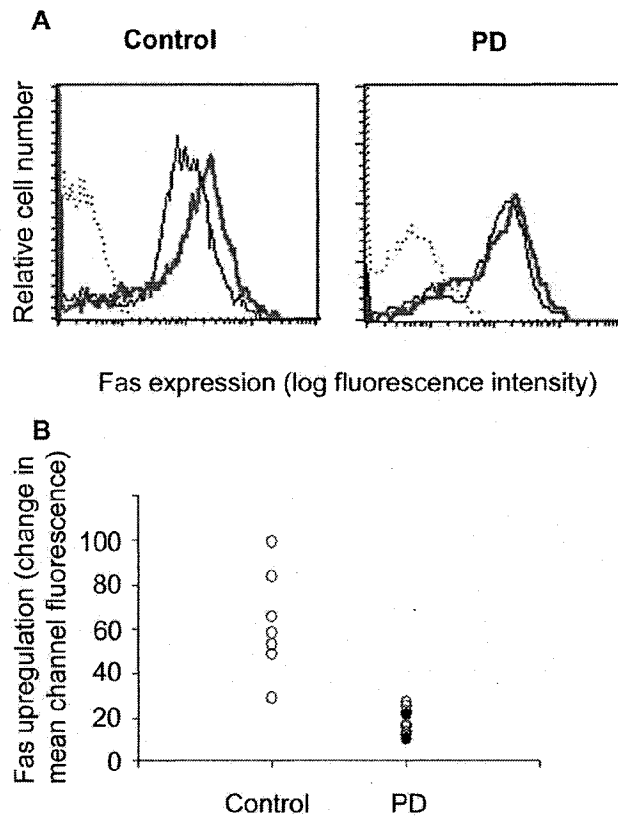 A
Control
PD
Relative cell number
Fas expression (log fluorescence intensity)
B
Fas upregulation (change in
mean channel fluorescence)
100
80
60
40
20
0
Control
PD